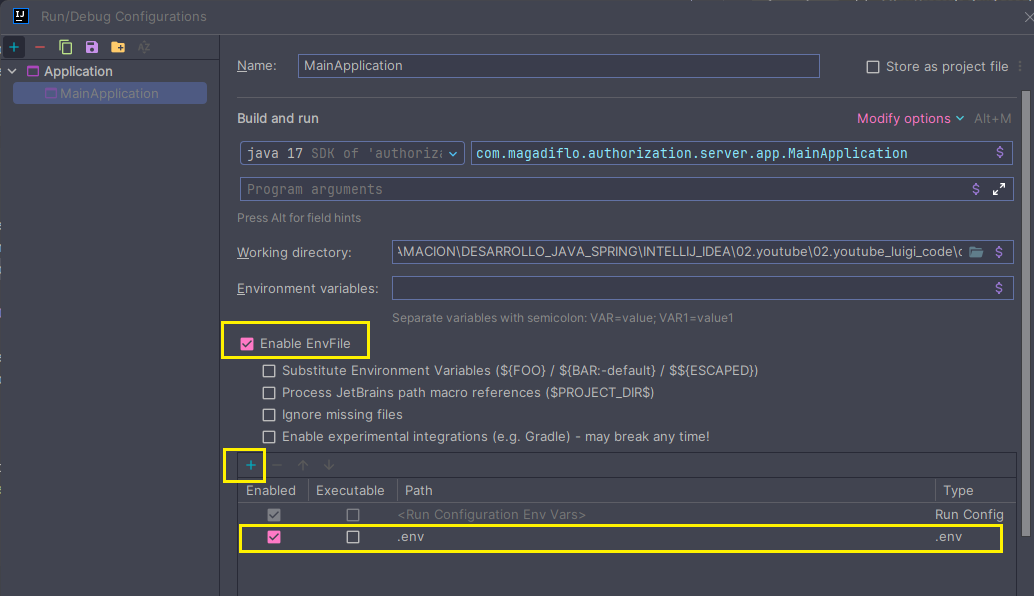 Run/Debug Configurations
Application
MainApplication
Name: MainApplication Store as project file
Build and run Modify options Alt+M
java 17 SDK of 'authoriza com.magadiflo.authorization.server.app.MainApplication $
Program arguments $
Press Alt for field hints
Working directory: AMACION\DESARROLLO_JAVA_SPRING\INTELLIJ_IDEA\02.youtube\02.youtube_luigi_code\c $
Environment variables: $
Separate variables with semicolon: VAR=value; VAR1=value1
Enable EnvFile
Substitute Environment Variables (${FOO} / ${BAR:-default} / $${ESCAPED})
Process JetBrains path macro references ($PROJECT_DIR$)
Ignore missing files
Enable experimental integrations (e.g. Gradle) - may break any time!
Enabled Executable Path Type
<Run Configuration Env Vars> Run Config
.env .env